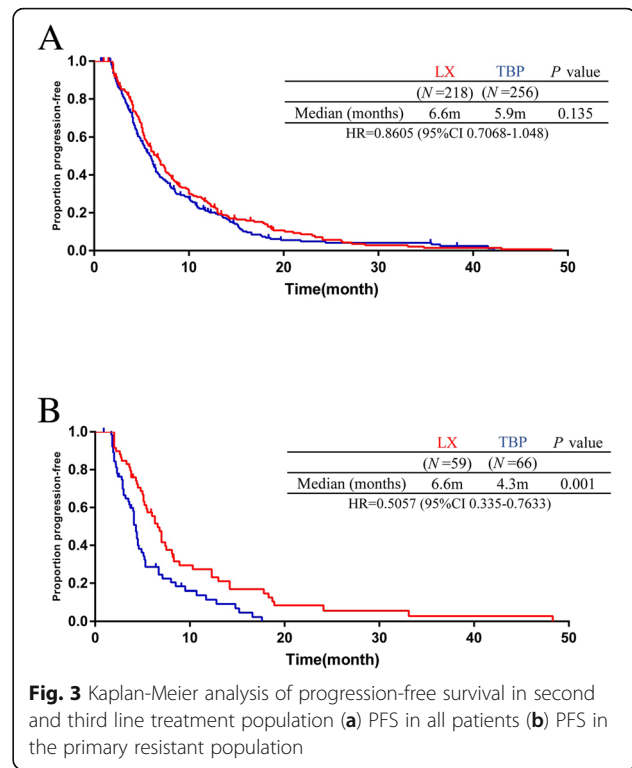 A
1.0
0.8
0.6
0.4
0.2
0.0
Proportion progression-free
0 10 20 30 40 50
Time(month)
LX TBP P value
(N=218) (N=256)
Median (months) 6.6m 5.9m 0.135
HR=0.8605 (95%CI 0.7068-1.048)
B
1.0
0.8
0.6
0.4
0.2
0.0
Proportion progression-free
0 10 20 30 40 50
Time(month)
LX TBP P value
(N=59) (N=66)
Median (months) 6.6m 4.3m 0.001
HR=0.5057 (95%CI 0.335-0.7633)
Fig. 3 Kaplan-Meier analysis of progression-free survival in second
and third line treatment population (a) PFS in all patients (b) PFS in
the primary resistant population